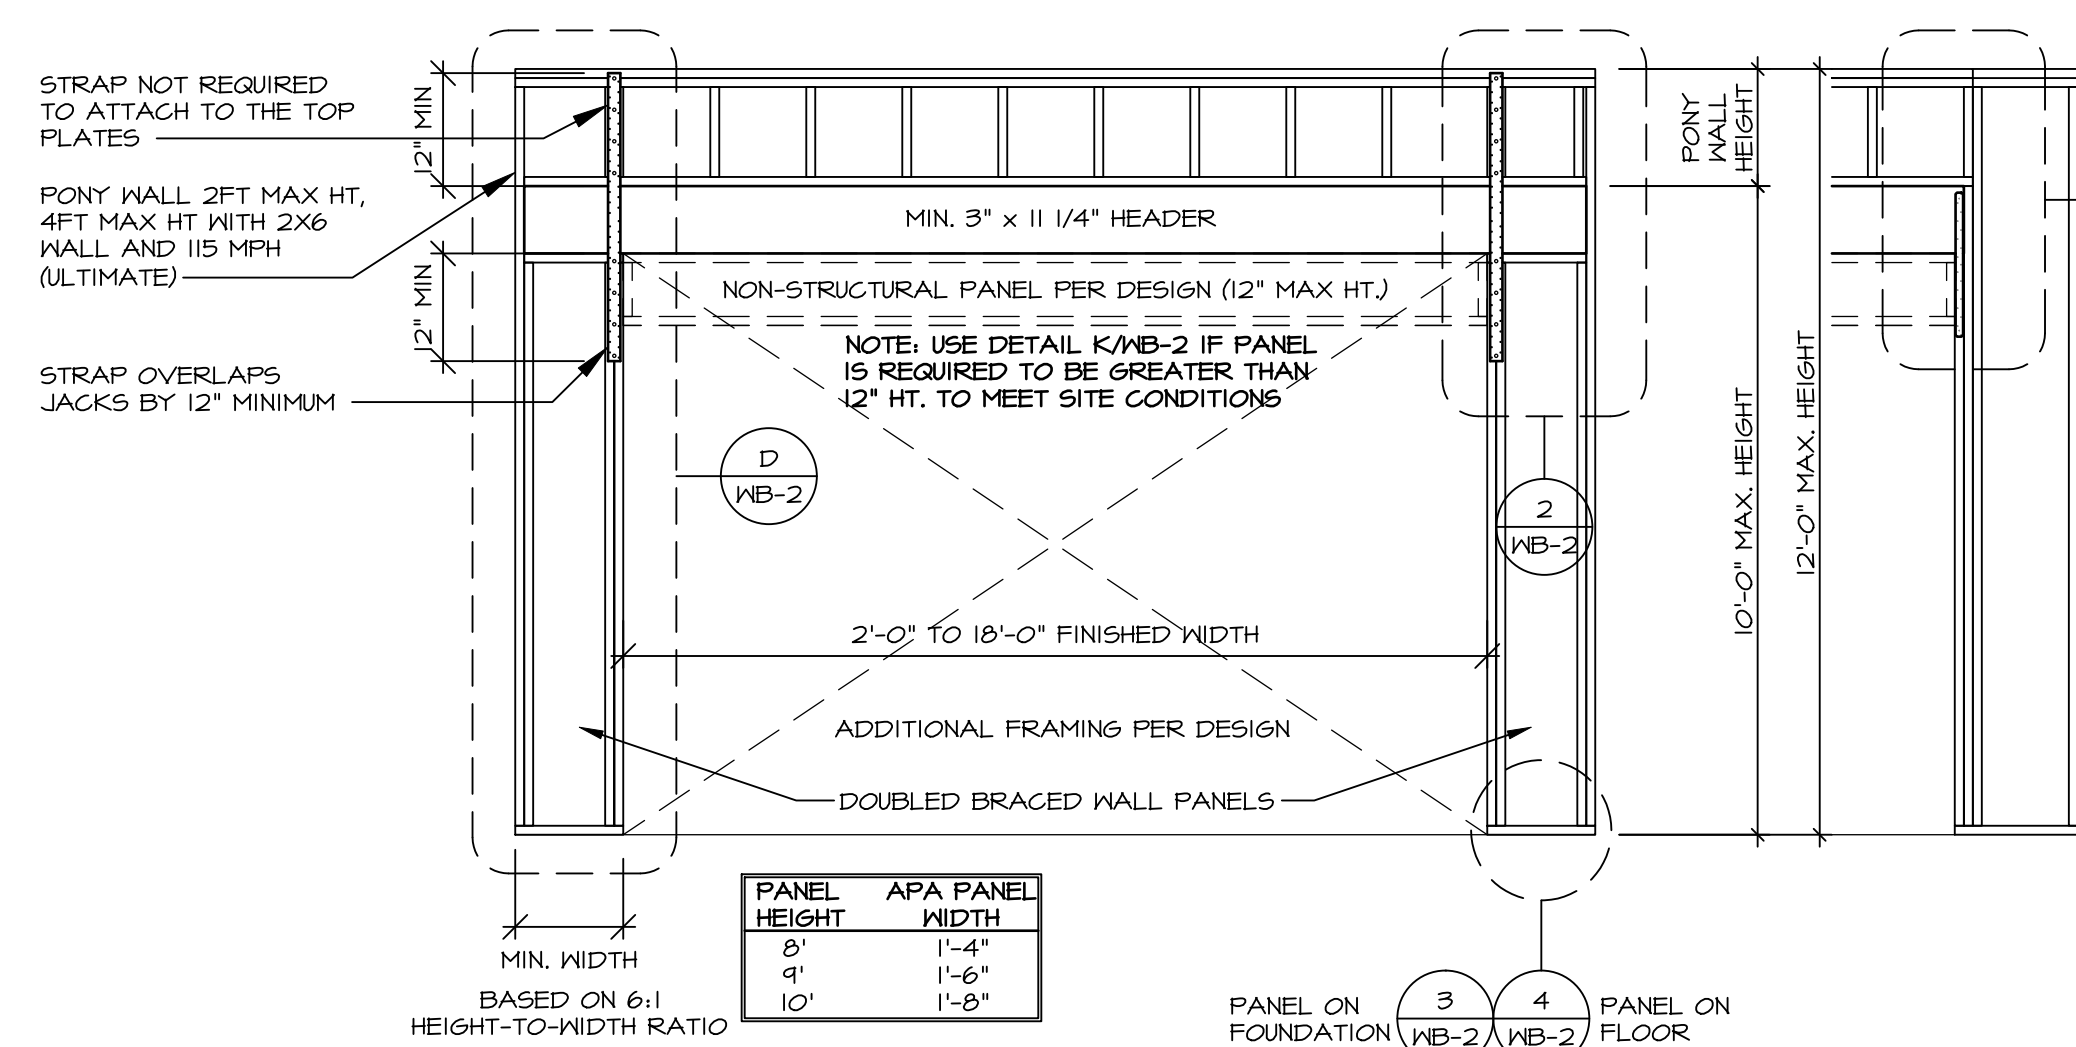 STRAP NOT REQUIRED
TO ATTACH TO THE TOP
PLATES
PONY WALL 2FT MAX HT,
4FT MAX HT WITH 2X6
WALL AND 115 MPH
(ULTIMATE)
STRAP OVERLAPS
JACKS BY 12" MINIMUM
12" MIN
12" MIN
MIN. 3" x 11 1/4" HEADER
NON-STRUCTURAL PANEL PER DESIGN (12" MAX HT.)
NOTE: USE DETAIL K/WB-2 IF PANEL
IS REQUIRED TO BE GREATER THAN
12" HT. TO MEET SITE CONDITIONS
D
WB-2
2
WB-2
PONY
WALL
HEIGHT
10'-0" MAX. HEIGHT
12'-0" MAX. HEIGHT
2'-0" TO 18'-0" FINISHED WIDTH
ADDITIONAL FRAMING PER DESIGN
DOUBLED BRACED WALL PANELS
MIN. WIDTH
BASED ON 6:1
HEIGHT-TO-WIDTH RATIO
PANEL APA PANEL
HEIGHT WIDTH
8' 1'-4"
9' 1'-6"
10' 1'-8"
PANEL ON
FOUNDATION
3
WB-2
4
WB-2
PANEL ON
FLOOR